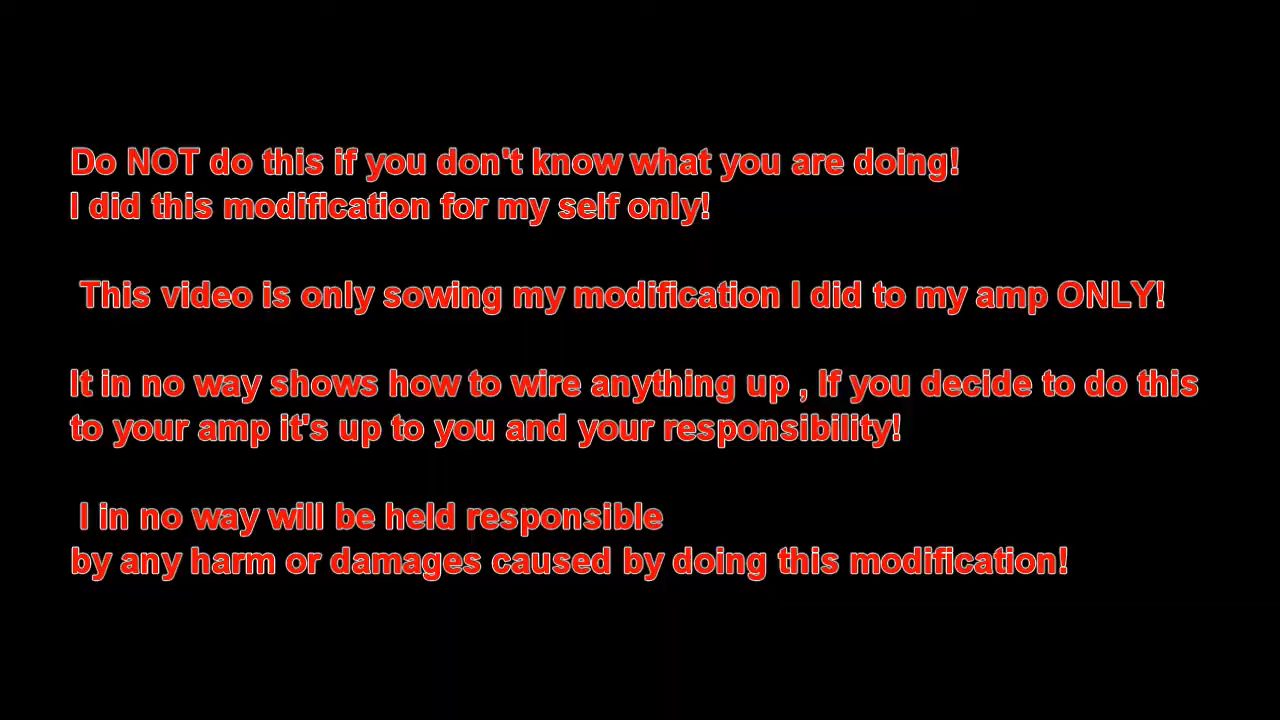 Do NOT do this if you don't know what you are doing!
I did this modification for my self only!
This video is only sowing my modification I did to my amp ONLY!
It in no way shows how to wire anything up , If you decide to do this
to your amp it's up to you and your responsibility!
I in no way will be held responsible
by any harm or damages caused by doing this modification!